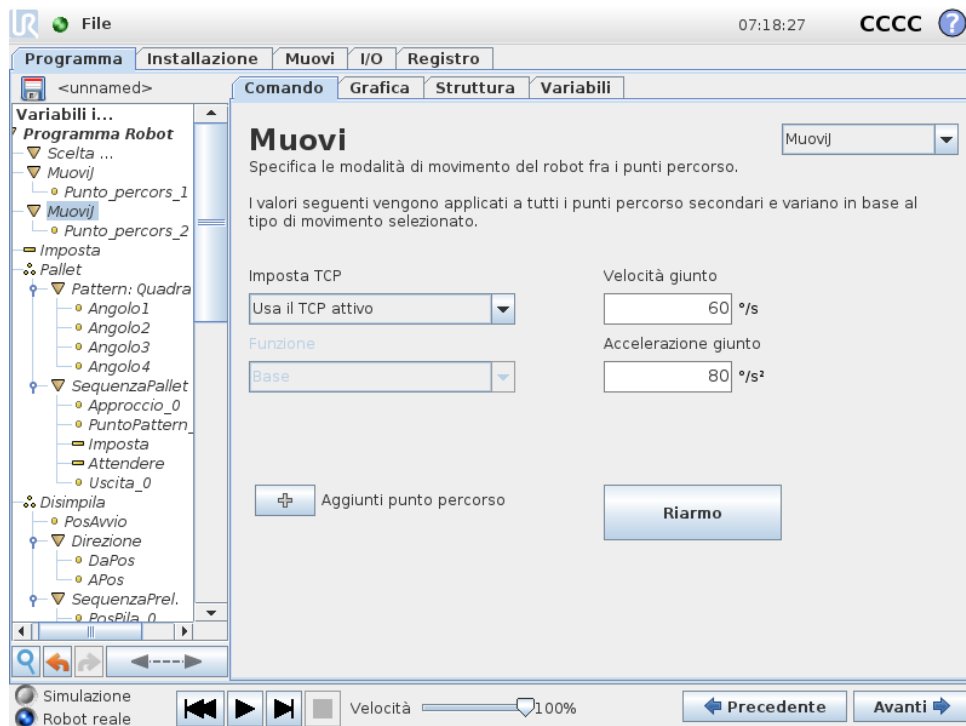 UR File 07:18:27 CCCC ?
Programma Installazione Muovi I/O Registro
<unnamed>
Comando Grafica Struttura Variabili
Variabili i...
Programma Robot
Scelta ...
MuoviJ
Punto_percors_1
MuoviJ
Punto_percors_2
Imposta
Pallet
Pattern: Quadra
Angolo1
Angolo2
Angolo3
Angolo4
SequenzaPallet
Approccio_0
PuntoPattern_
Imposta
Attendere
Uscita_0
Disimpila
PosAvvio
Direzione
DaPos
APos
SequenzaPrel.
PosPila_0
Muovi
MuoviJ
Specifica le modalità di movimento del robot fra i punti percorso.
I valori seguenti vengono applicati a tutti i punti percorso secondari e variano in base al
tipo di movimento selezionato.
Imposta TCP
Usa il TCP attivo
Funzione
Base
Velocità giunto
60 °/s
Accelerazione giunto
80 °/s²
Aggiunti punto percorso
Riarmo
Simulazione
Robot reale
Velocità 100%
Precedente Avanti